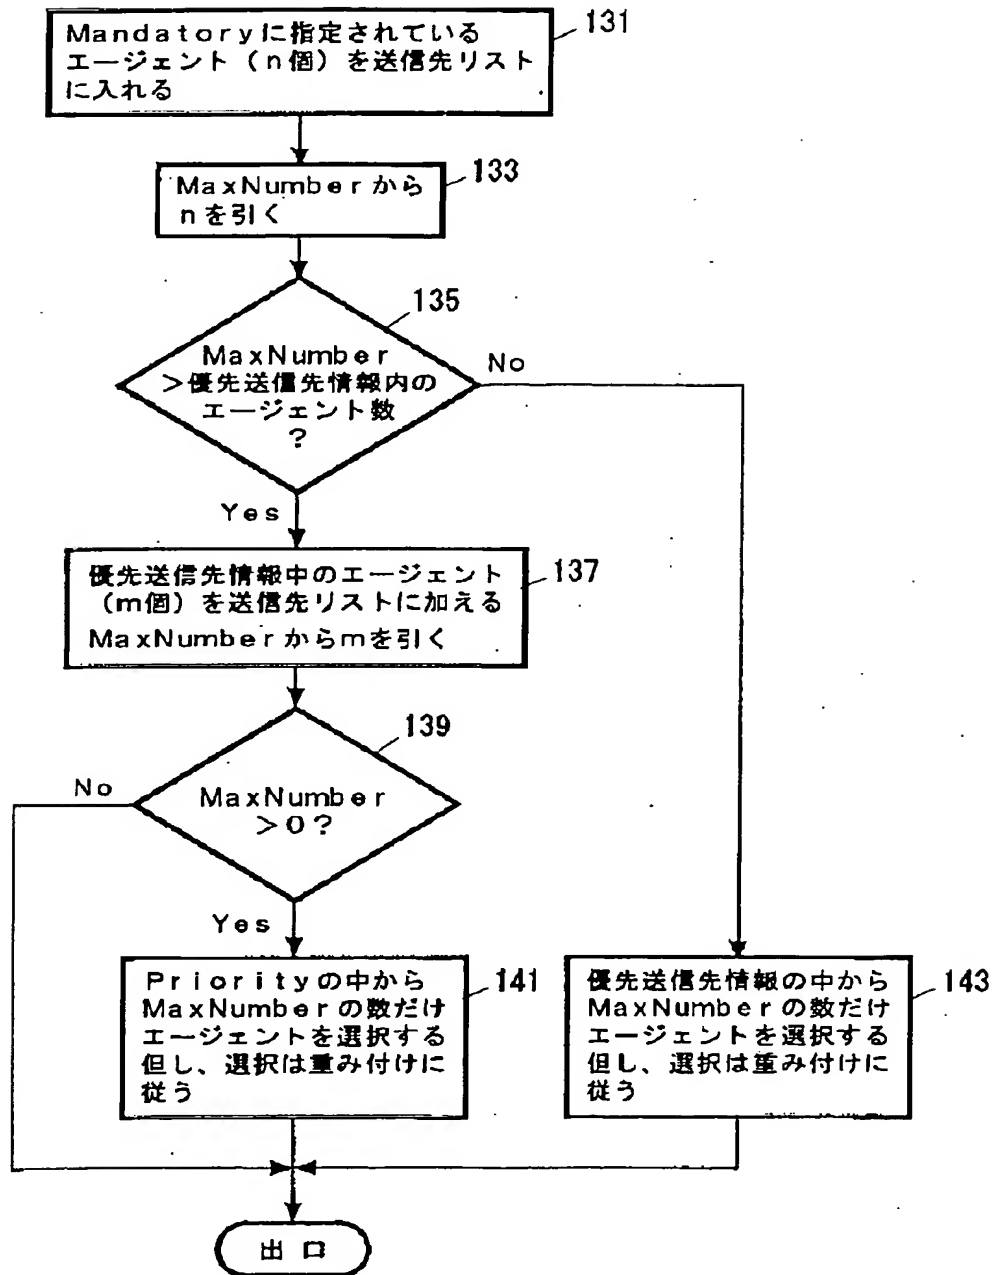 Mandatoryに指定されている
エージェント(n個)を送信先リスト
に入れる
131
MaxNumberから
nを引く
133
135
MaxNumber
>優先送信先情報内の
エージェント数
?
No
Yes
優先送信先情報中のエージェント
(m個)を送信先リストに加える
MaxNumberからmを引く
137
139
No
MaxNumber
>0?
Yes
Priorityの中から
MaxNumberの数だけ
エージェントを選択する
但し、選択は重み付けに
従う
141
優先送信先情報の中から
MaxNumberの数だけ
エージェントを選択する
但し、選択は重み付けに
従う
143
出口